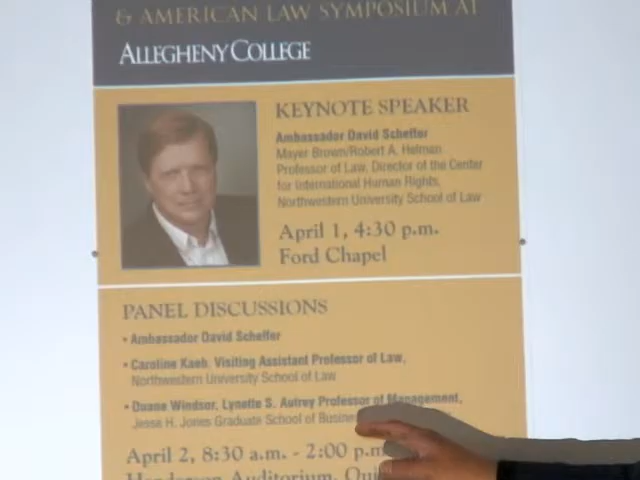 & AMERICAN LAW SYMPOSIUM AT
ALLEGHENY COLLEGE
KEYNOTE SPEAKER
Ambassador David Scheffer
Mayer Brown/Robert A. Helman
Professor of Law, Director of the Center
for International Human Rights,
Northwestern University School of Law
April 1, 4:30 p.m.
Ford Chapel
PANEL DISCUSSIONS
• Ambassador David Scheffer
• Caroline Kaeb, Visiting Assistant Professor of Law,
Northwestern University School of Law
• Duane Windsor, Lynette S. Autrey Professor of Management,
Jesse H. Jones Graduate School of
April 2, 8:30 a.m. - 2:00 p.m.
Henderson Auditorium,